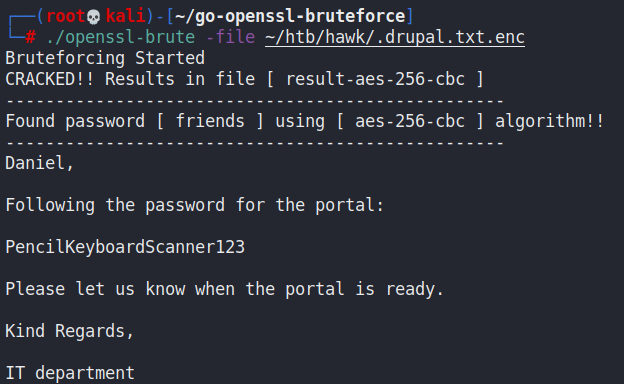 ┌──(root💀kali)-[~/go-openssl-bruteforce]
└─# ./openssl-brute -file ~/htb/hawk/.drupal.txt.enc
Bruteforcing Started
CRACKED!! Results in file [ result-aes-256-cbc ]
--------------------------------------------------
Found password [ friends ] using [ aes-256-cbc ] algorithm!!
--------------------------------------------------
Daniel,
Following the password for the portal:
PencilKeyboardScanner123
Please let us know when the portal is ready.
Kind Regards,
IT department